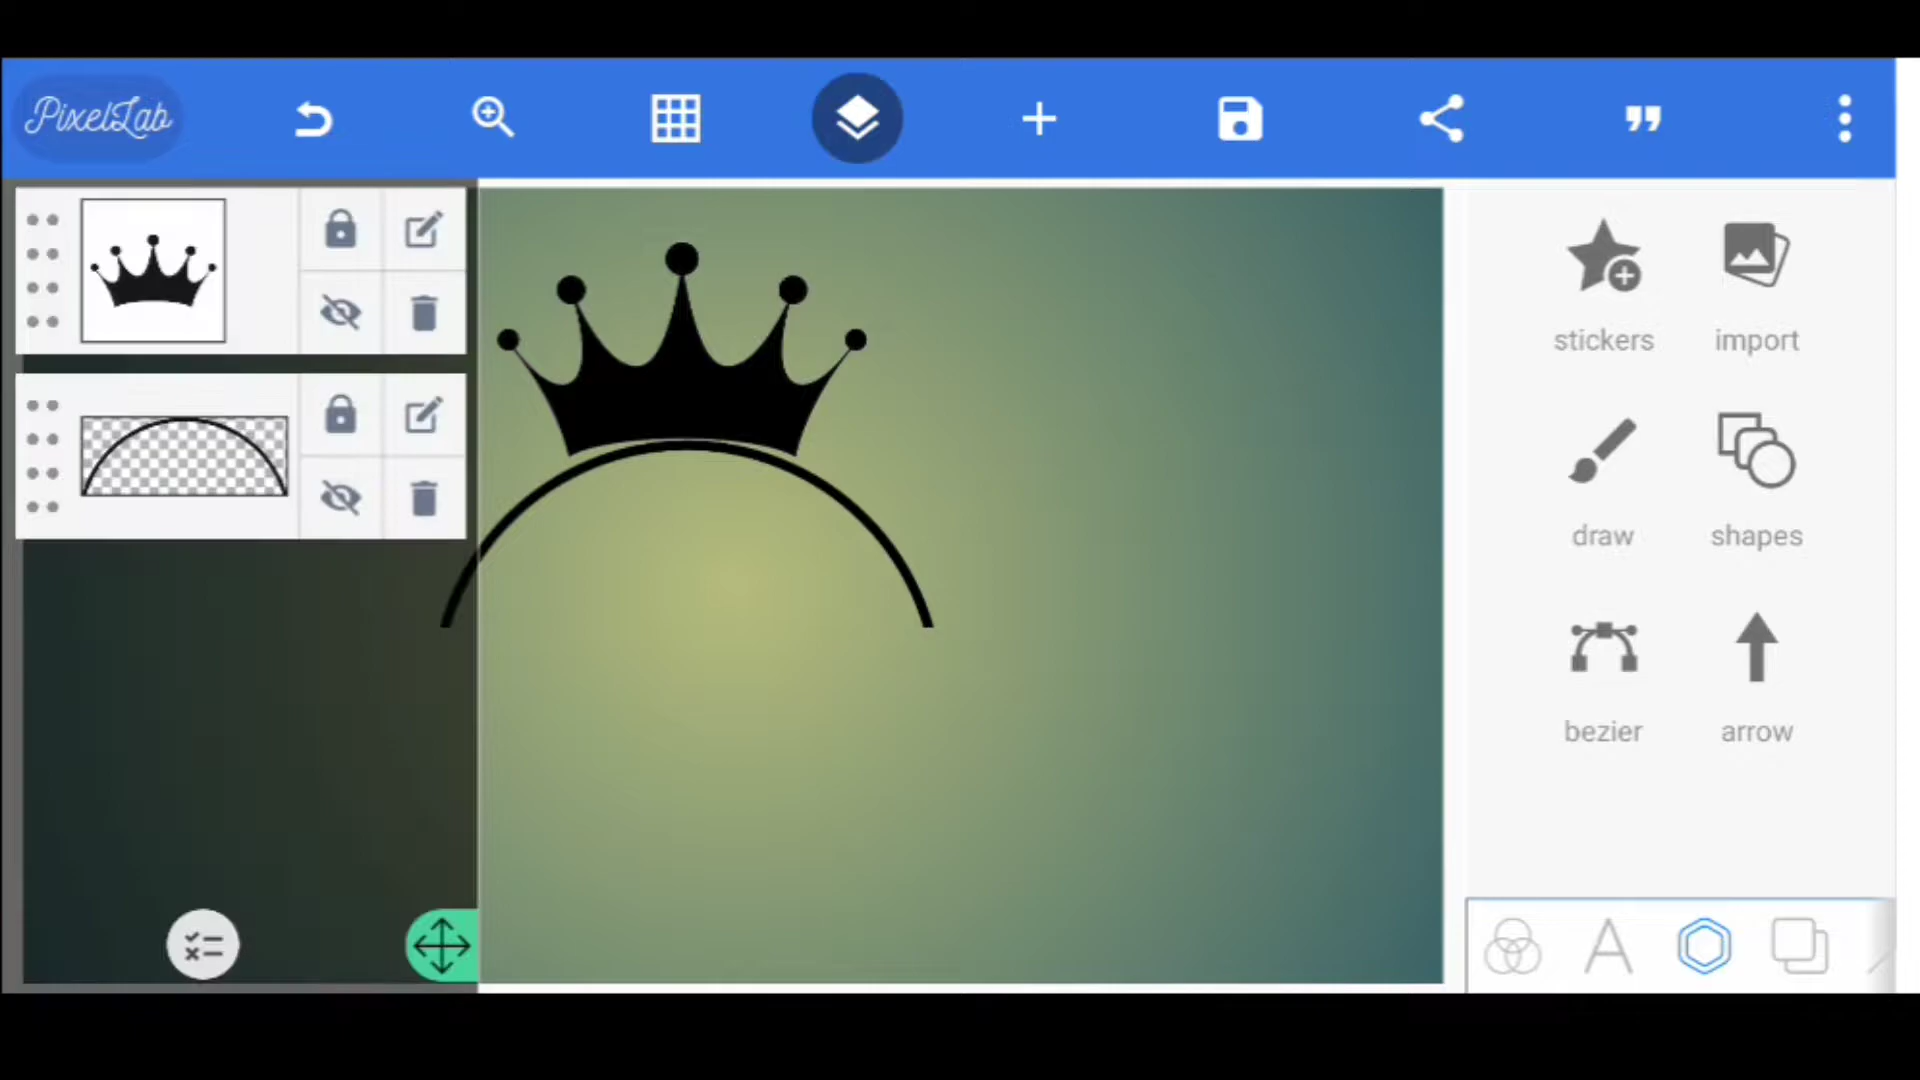 PixelLab
stickers
import
draw
shapes
bezier
arrow